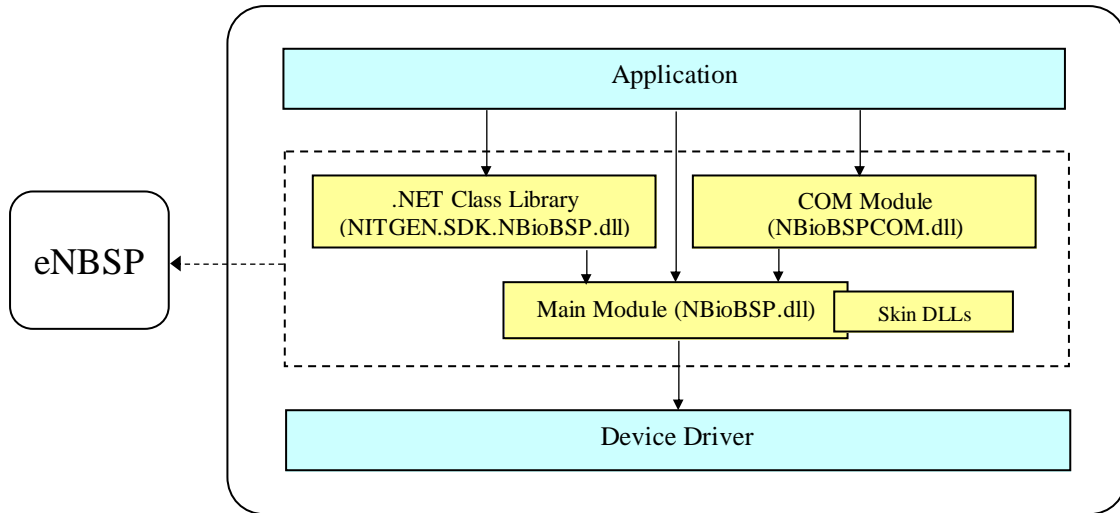 Application
.NET Class Library
(NITGEN.SDK.NBioBSP.dll)
COM Module
(NBioBSPCOM.dll)
eNBSP
Main Module (NBioBSP.dll)
Skin DLLs
Device Driver